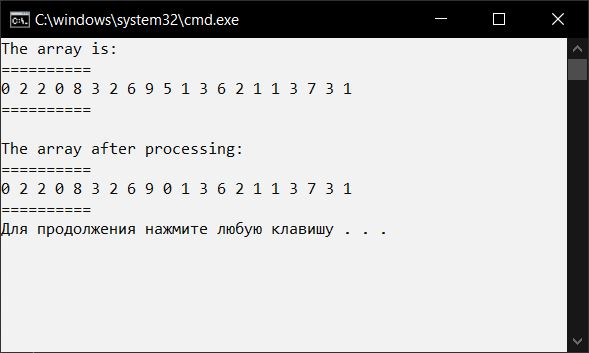 C:\windows\system32\cmd.exe
The array is:
==========
0 2 2 0 8 3 2 6 9 5 1 3 6 2 1 1 3 7 3 1
==========
The array after processing:
==========
0 2 2 0 8 3 2 6 9 0 1 3 6 2 1 1 3 7 3 1
==========
Для продолжения нажмите любую клавишу . . .